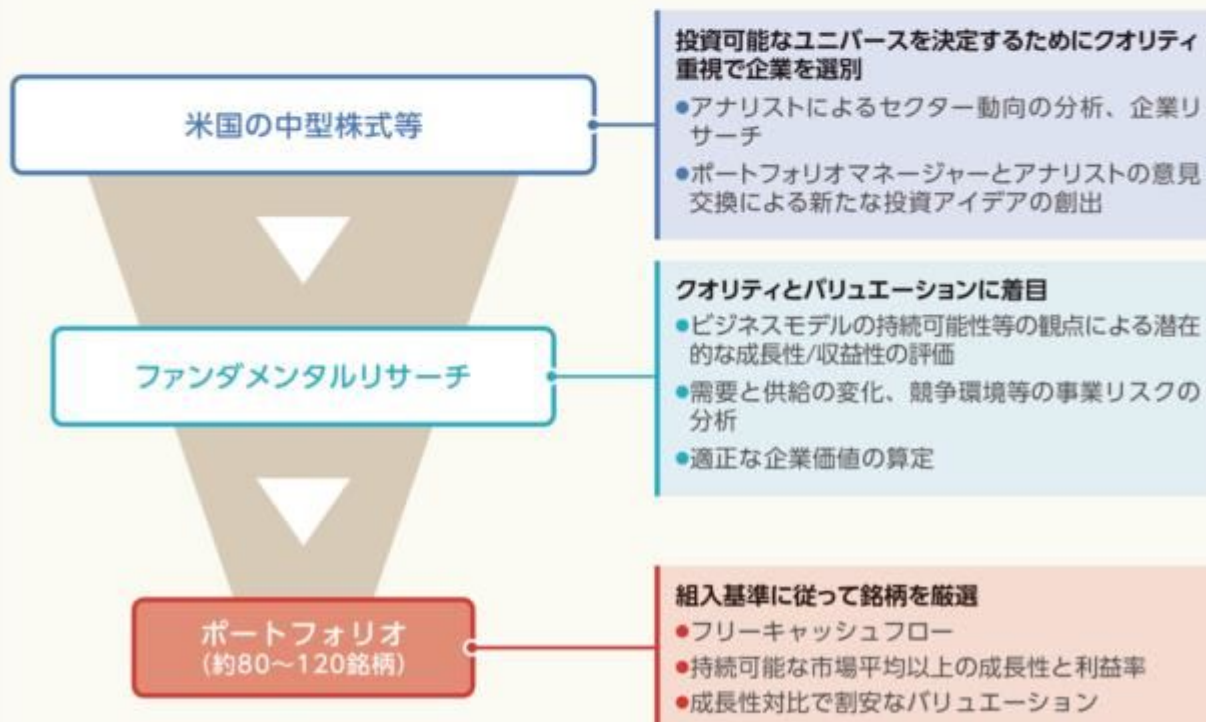 米国の中型株式等
投資可能なユニバースを決定するためにクオリティ
重視で企業を選別
●アナリストによるセクター動向の分析、企業リ
サーチ
●ポートフォリオマネージャーとアナリストの意見
交換による新たな投資アイデアの創出
ファンダメンタルリサーチ
クオリティとバリュエーションに着目
●ビジネスモデルの持続可能性等の観点による潜在
的な成長性/収益性の評価
●需要と供給の変化、競争環境等の事業リスクの
分析
●適正な企業価値の算定
ポートフォリオ
(約80〜120銘柄)
組入基準に従って銘柄を厳選
●フリーキャッシュフロー
●持続可能な市場平均以上の成長性と利益率
●成長性対比で割安なバリュエーション